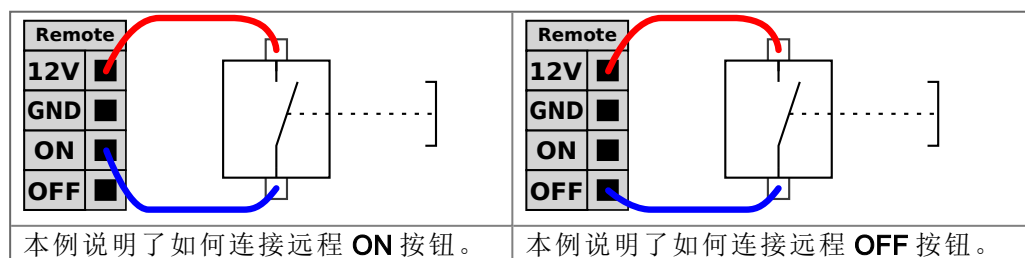 Remote
12V
GND
ON
OFF
本例说明了如何连接远程 ON 按钮。
Remote
12V
GND
ON
OFF
本例说明了如何连接远程 OFF 按钮。